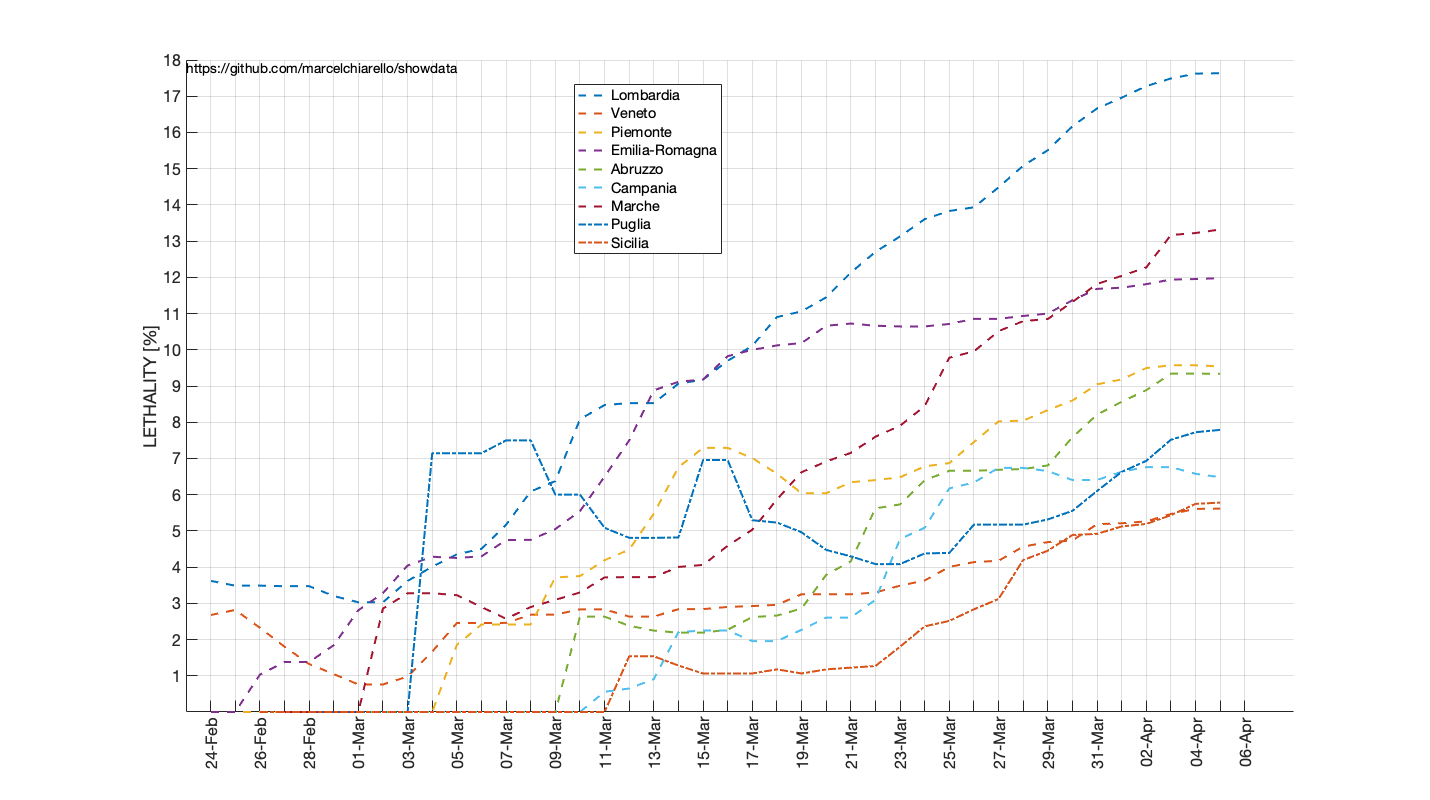 https://github.com/marcelchiarello/showdata
18
17
16
15
14
13
12
11
10
9
8
7
6
5
4
3
2
1
LETHALITY [%]
Lombardia
Veneto
Piemonte
Emilia-Romagna
Abruzzo
Campania
Marche
Puglia
Sicilia
24-Feb
26-Feb
28-Feb
01-Mar
03-Mar
05-Mar
07-Mar
09-Mar
11-Mar
13-Mar
15-Mar
17-Mar
19-Mar
21-Mar
23-Mar
25-Mar
27-Mar
29-Mar
31-Mar
02-Apr
04-Apr
06-Apr